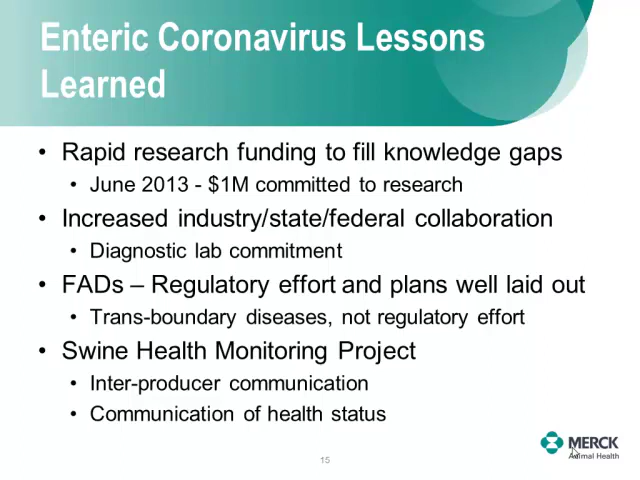 Enteric Coronavirus Lessons
Learned
• Rapid research funding to fill knowledge gaps
• June 2013 - $1M committed to research
• Increased industry/state/federal collaboration
• Diagnostic lab commitment
• FADs – Regulatory effort and plans well laid out
• Trans-boundary diseases, not regulatory effort
• Swine Health Monitoring Project
• Inter-producer communication
• Communication of health status
15
MERCK
Animal Health